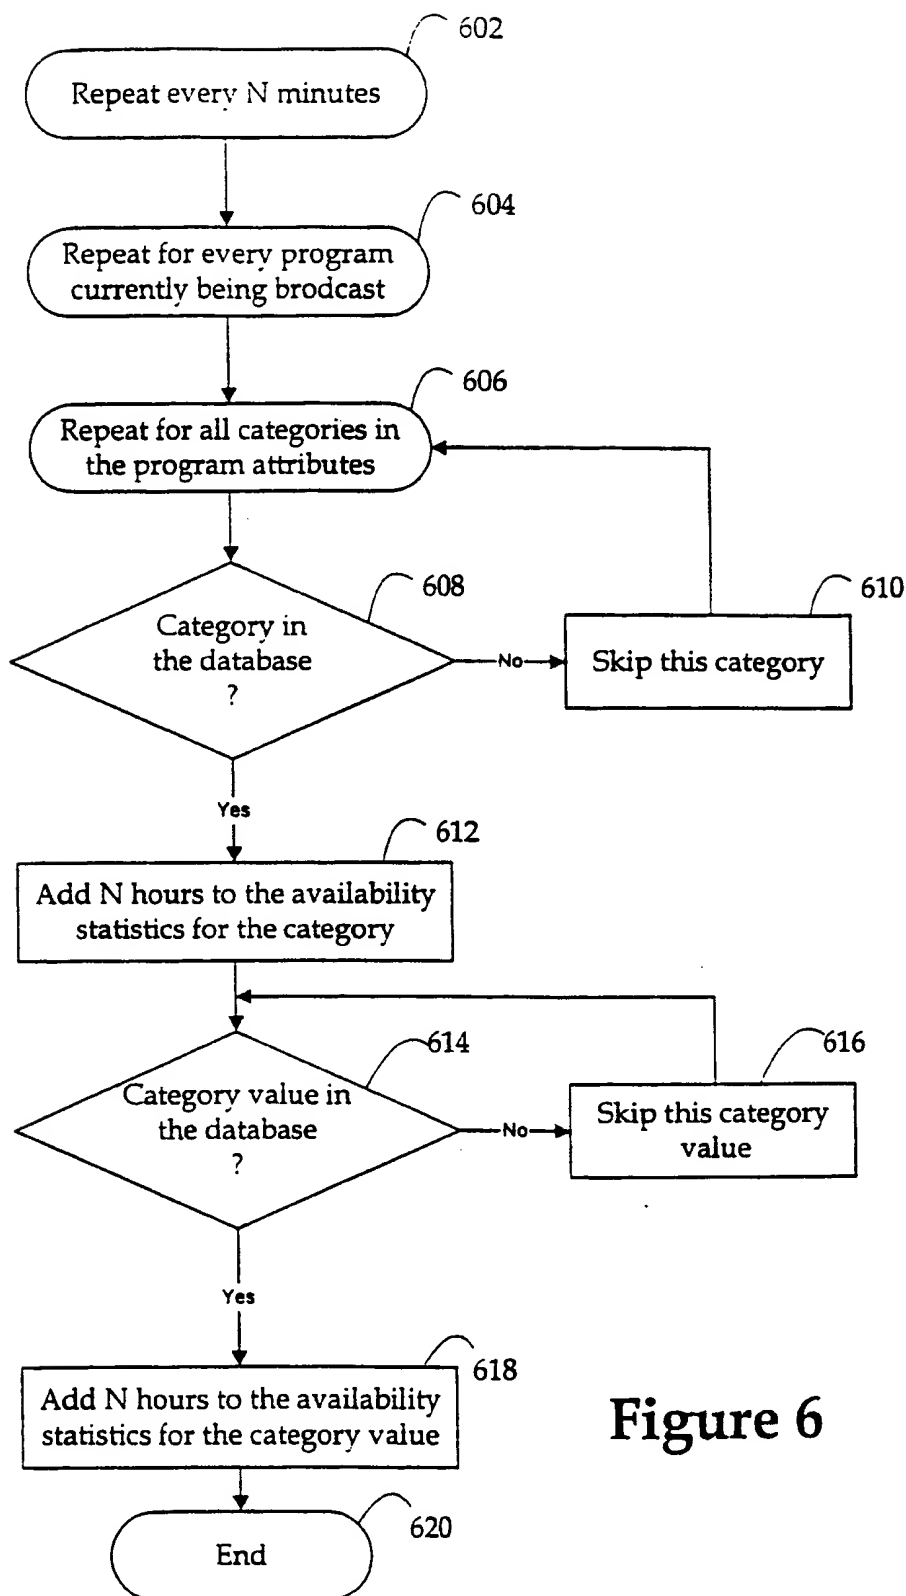 602
Repeat every N minutes
604
Repeat for every program
currently being brodcast
606
Repeat for all categories in
the program attributes
608
Category in
the database
?
No
610
Skip this category
Yes
612
Add N hours to the availability
statistics for the category
614
Category value in
the database
?
No
616
Skip this category
value
Yes
618
Add N hours to the availability
statistics for the category value
Figure 6
620
End